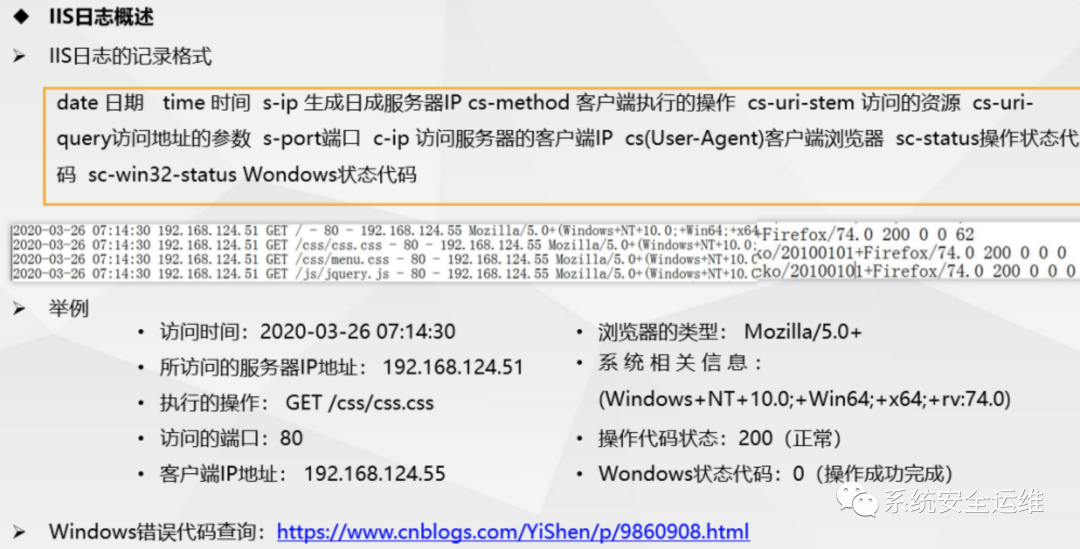 ◆ IIS日志概述
➢ IIS日志的记录格式
date 日期 time 时间 s-ip 生成日成服务器IP cs-method 客户端执行的操作 cs-uri-stem 访问的资源 cs-uri-
query访问地址的参数 s-port端口 c-ip 访问服务器的客户端IP cs(User-Agent)客户端浏览器 sc-status操作状态代
码 sc-win32-status Wondows状态代码
2020-03-26 07:14:30 192.168.124.51 GET / - 80 - 192.168.124.55 Mozilla/5.0+(Windows+NT+10.0;+Win64;+x64 +Firefox/74.0 200 0 0 62
2020-03-26 07:14:30 192.168.124.51 GET /css/css.css - 80 - 192.168.124.55 Mozilla/5.0+(Windows+NT+10.0; ko/20100101+Firefox/74.0 200 0 0 0
2020-03-26 07:14:30 192.168.124.51 GET /css/menu.css - 80 - 192.168.124.55 Mozilla/5.0+(Windows+NT+10.0 cko/20100101+Firefox/74.0 200 0 0 0
2020-03-26 07:14:30 192.168.124.51 GET /js/jquery.js - 80 - 192.168.124.55 Mozilla/5.0+(Windows+NT+10.0
➢ 举例
• 访问时间：2020-03-26 07:14:30
• 所访问的服务器IP地址： 192.168.124.51
• 执行的操作： GET /css/css.css
• 访问的端口：80
• 客户端IP地址： 192.168.124.55
• 浏览器的类型： Mozilla/5.0+
• 系统相关信息：
(Windows+NT+10.0;+Win64;+x64;+rv:74.0)
• 操作代码状态：200（正常）
• Wondows状态代码：0（操作成功完成）
系统安全运维
➢ Windows错误代码查询：https://www.cnblogs.com/YiShen/p/9860908.html